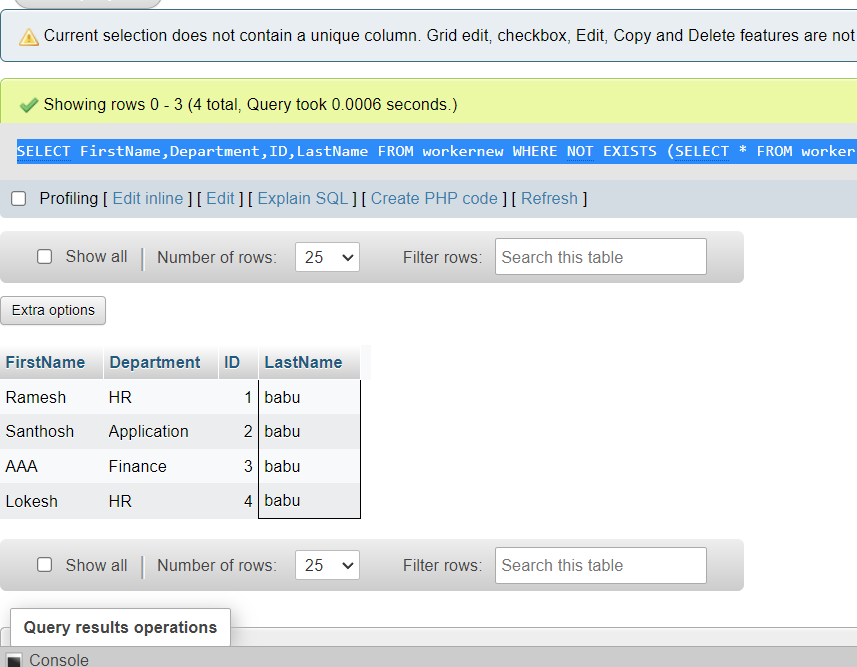 Current selection does not contain a unique column. Grid edit, checkbox, Edit, Copy and Delete features are not
Showing rows 0 - 3 (4 total, Query took 0.0006 seconds.)
SELECT FirstName,Department,ID,LastName FROM workernew WHERE NOT EXISTS (SELECT * FROM worker
Profiling [ Edit inline ] [ Edit ] [ Explain SQL ] [ Create PHP code ] [ Refresh ]
Show all | Number of rows: 25 Filter rows: Search this table
Extra options
FirstName Department ID LastName
Ramesh HR 1 babu
Santhosh Application 2 babu
AAA Finance 3 babu
Lokesh HR 4 babu
Show all | Number of rows: 25 Filter rows: Search this table
Query results operations
Console